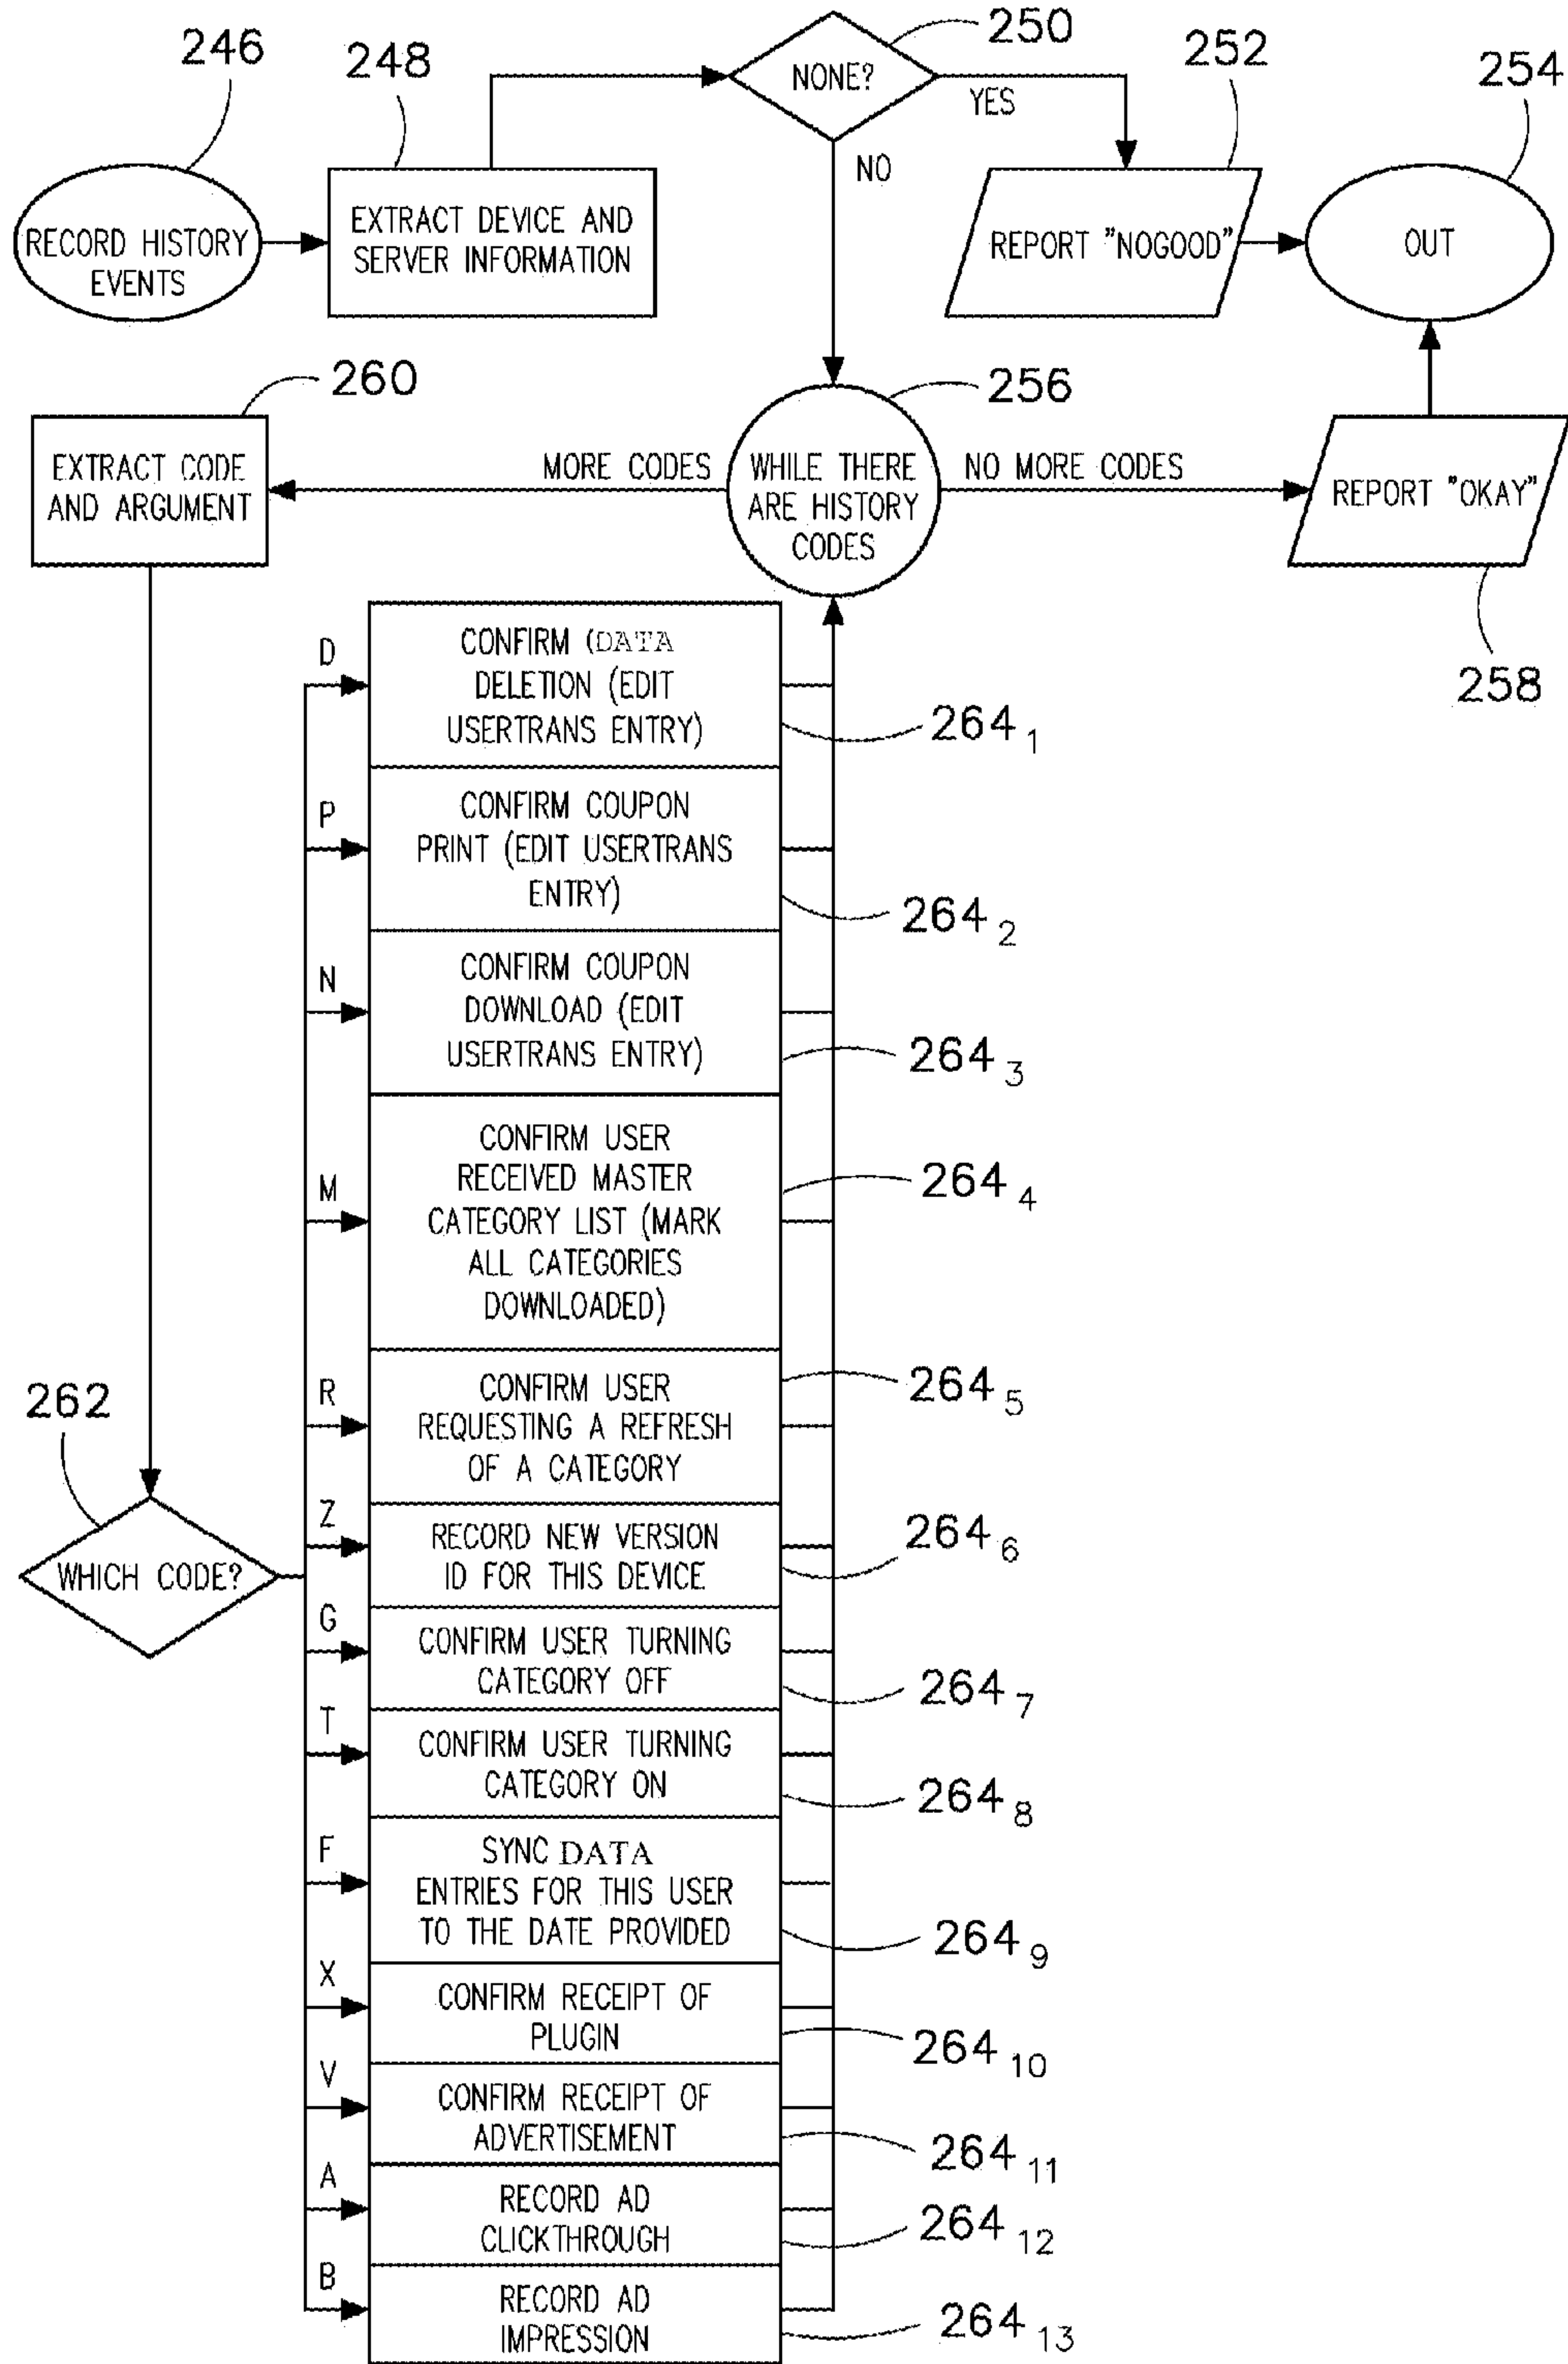 246
248
250
252
254
NONE?
YES
NO
RECORD HISTORY
EVENTS
EXTRACT DEVICE AND
SERVER INFORMATION
REPORT "NOGOOD"
OUT
260
256
EXTRACT CODE
AND ARGUMENT
MORE CODES
WHILE THERE
ARE HISTORY
CODES
NO MORE CODES
REPORT "OKAY"
258
262
WHICH CODE?
D
CONFIRM (DATA
DELETION (EDIT
USERTRANS ENTRY)
264 1
P
CONFIRM COUPON
PRINT (EDIT USERTRANS
ENTRY)
264 2
N
CONFIRM COUPON
DOWNLOAD (EDIT
USERTRANS ENTRY)
264 3
M
CONFIRM USER
RECEIVED MASTER
CATEGORY LIST (MARK
ALL CATEGORIES
DOWNLOADED)
264 4
R
CONFIRM USER
REQUESTING A REFRESH
OF A CATEGORY
264 5
Z
RECORD NEW VERSION
ID FOR THIS DEVICE
264 6
G
CONFIRM USER TURNING
CATEGORY OFF
264 7
T
CONFIRM USER TURNING
CATEGORY ON
264 8
F
SYNC DATA
ENTRIES FOR THIS USER
TO THE DATE PROVIDED
264 9
X
CONFIRM RECEIPT OF
PLUGIN
264 10
V
CONFIRM RECEIPT OF
ADVERTISEMENT
264 11
A
RECORD AD
CLICKTHROUGH
264 12
B
RECORD AD
IMPRESSION
264 13